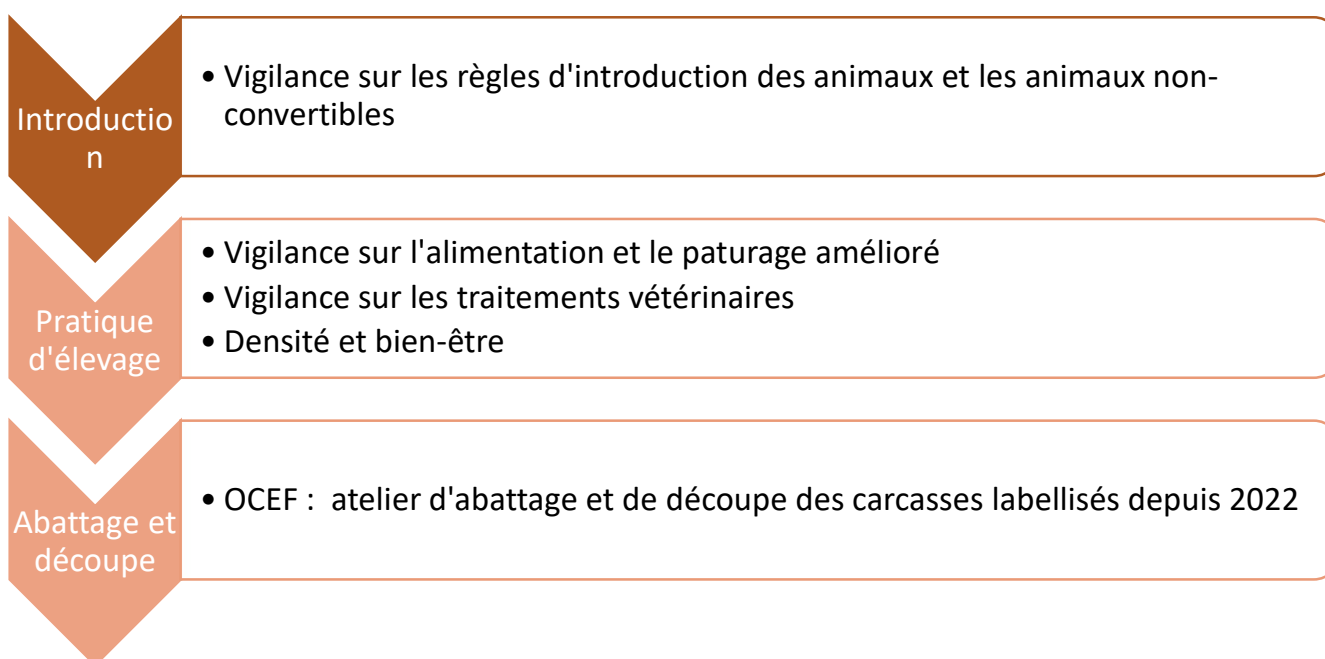 Introductio
n
• Vigilance sur les règles d'introduction des animaux et les animaux non-
convertibles
Pratique
d'élevage
• Vigilance sur l'alimentation et le paturage amélioré
• Vigilance sur les traitements vétérinaires
• Densité et bien-être
Abattage et
découpe
• OCEF :  atelier d'abattage et de découpe des carcasses labellisés depuis 2022